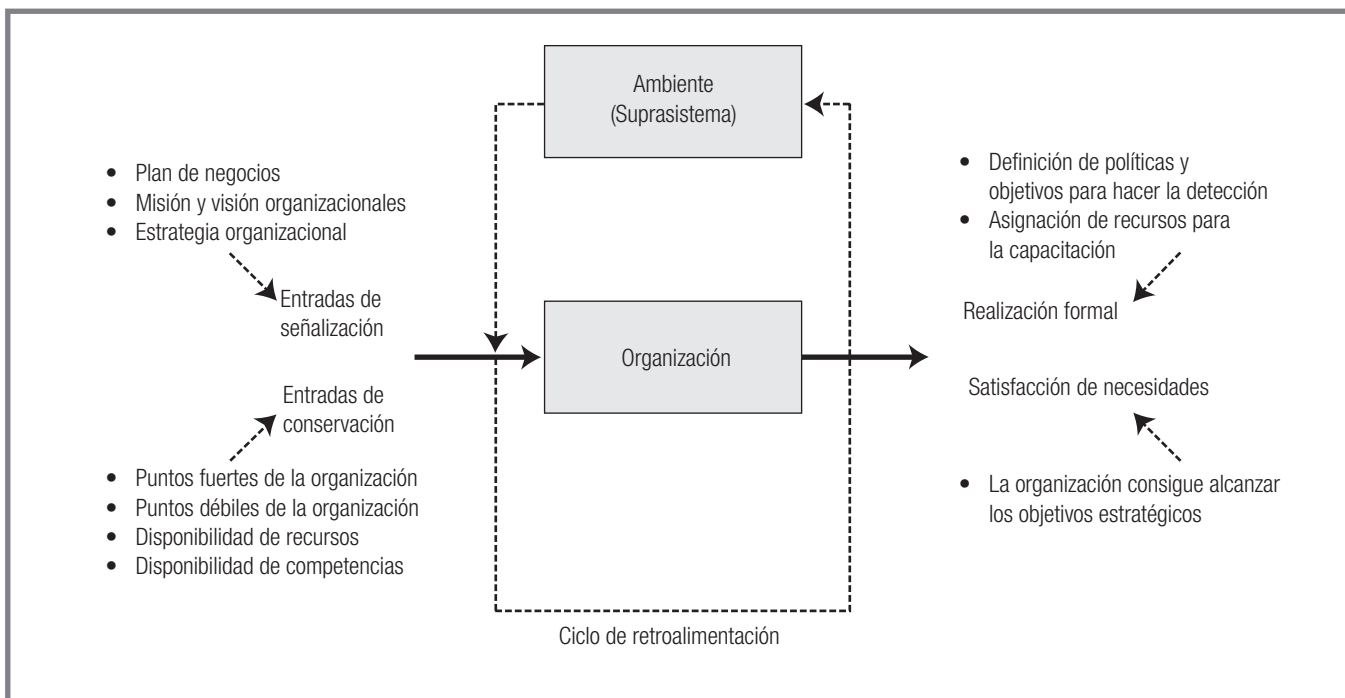 Ambiente
(Suprasistema)
• Plan de negocios
• Misión y visión organizacionales
• Estrategia organizacional
Entradas de
señalización
Entradas de
conservación
• Puntos fuertes de la organización
• Puntos débiles de la organización
• Disponibilidad de recursos
• Disponibilidad de competencias
Organización
• Definición de políticas y
objetivos para hacer la detección
• Asignación de recursos para
la capacitación
Realización formal
Satisfacción de necesidades
• La organización consigue alcanzar
los objetivos estratégicos
Ciclo de retroalimentación